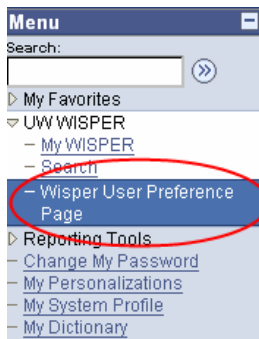 Menu
Search:
My Favorites
UW WISPER
– My WISPER
– Search
– Wisper User Preference
Page
Reporting Tools
– Change My Password
– My Personalizations
– My System Profile
– My Dictionary